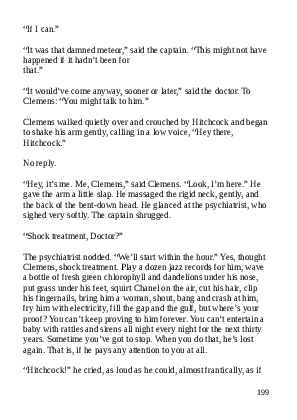 “If I can.”
“It was that damned meteor,” said the captain. “This might not have
happened if it hadn’t been for
that.”
“It would’ve come anyway, sooner or later,” said the doctor. To
Clemens: “You might talk to him.”
Clemens walked quietly over and crouched by Hitchcock and began
to shake his arm gently, calling in a low voice, “Hey there,
Hitchcock.”
No reply.
“Hey, it’s me. Me, Clemens,” said Clemens. “Look, I’m here.” He
gave the arm a little slap. He massaged the rigid neck, gently, and
the back of the bent-down head. He glanced at the psychiatrist, who
sighed very softly. The captain shrugged.
“Shock treatment, Doctor?”
The psychiatrist nodded. “We’ll start within the hour.” Yes, thought
Clemens, shock treatment. Play a dozen jazz records for him, wave
a bottle of fresh green chlorophyll and dandelions under his nose,
put grass under his feet, squirt Chanel on the air, cut his hair, clip
his fingernails, bring him a woman, shout, bang and crash at him,
fry him with electricity, fill the gap and the gulf, but where’s your
proof? You can’t keep proving to him forever. You can’t entertain a
baby with rattles and sirens all night every night for the next thirty
years. Sometime you’ve got to stop. When you do that, he’s lost
again. That is, if he pays any attention to you at all.
“Hitchcock!” he cried, as loud as he could, almost frantically, as if
199